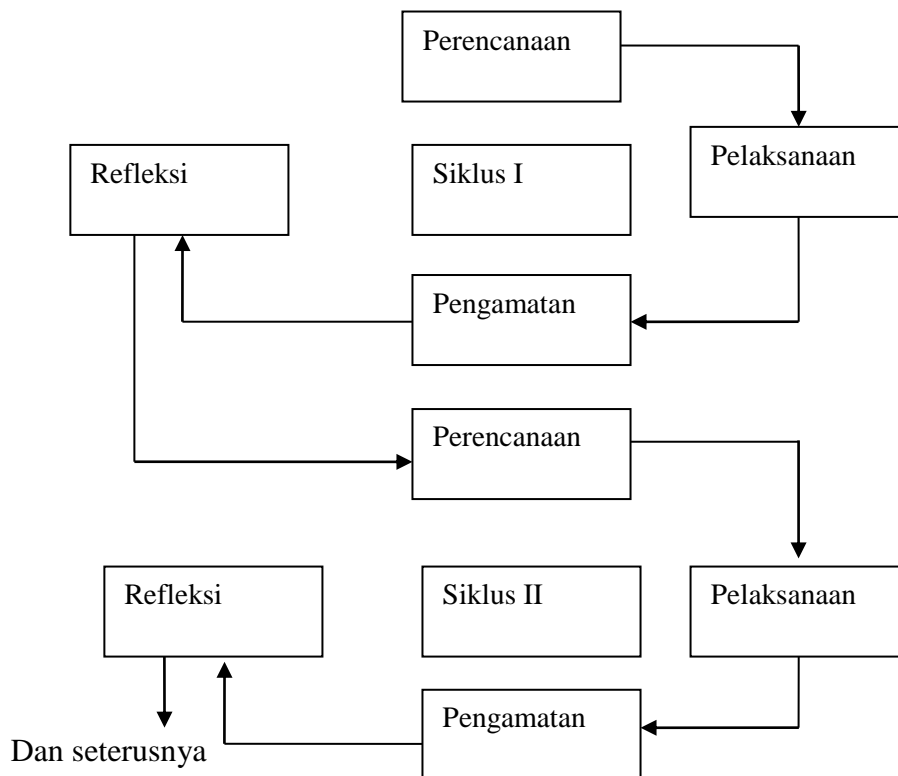 Perencanaan
Refleksi
Siklus I
Pelaksanaan
Pengamatan
Perencanaan
Refleksi
Siklus II
Pelaksanaan
Pengamatan
Dan seterusnya